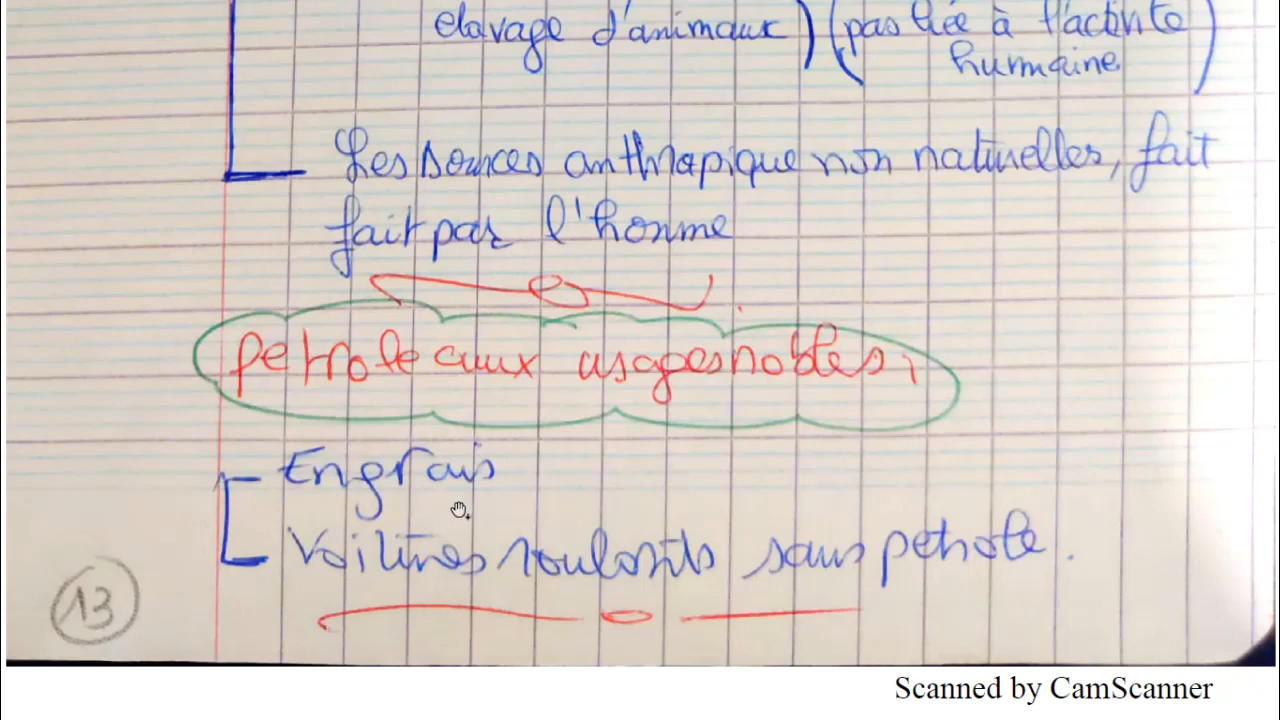 elavage d'animaux) (pas liée à l'activité
humaine)
Les sources anthropique non naturelles, fait
fait par l'homme
petrole aux usages nobles,
Engrais
Voitures roulants sans petrole.
13
Scanned by CamScanner